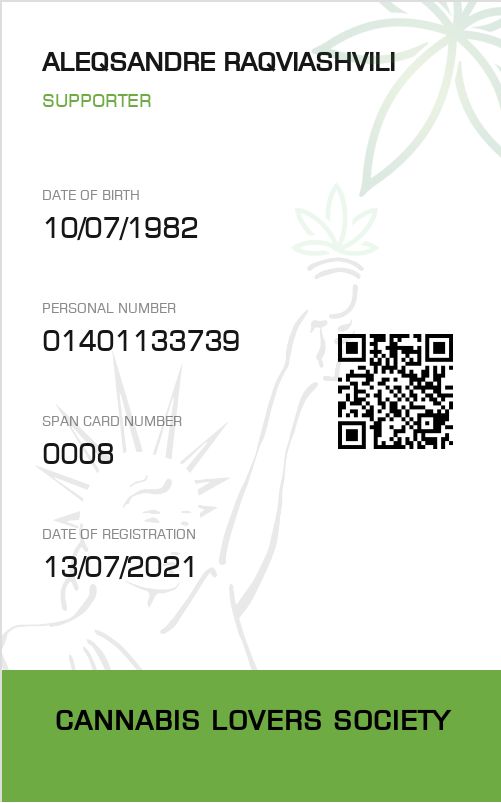 ALEQSANDRE RAQVIASHVILI
SUPPORTER
DATE OF BIRTH
10/07/1982
PERSONAL NUMBER
01401133739
SPAN CARD NUMBER
0008
DATE OF REGISTRATION
13/07/2021
CANNABIS LOVERS SOCIETY